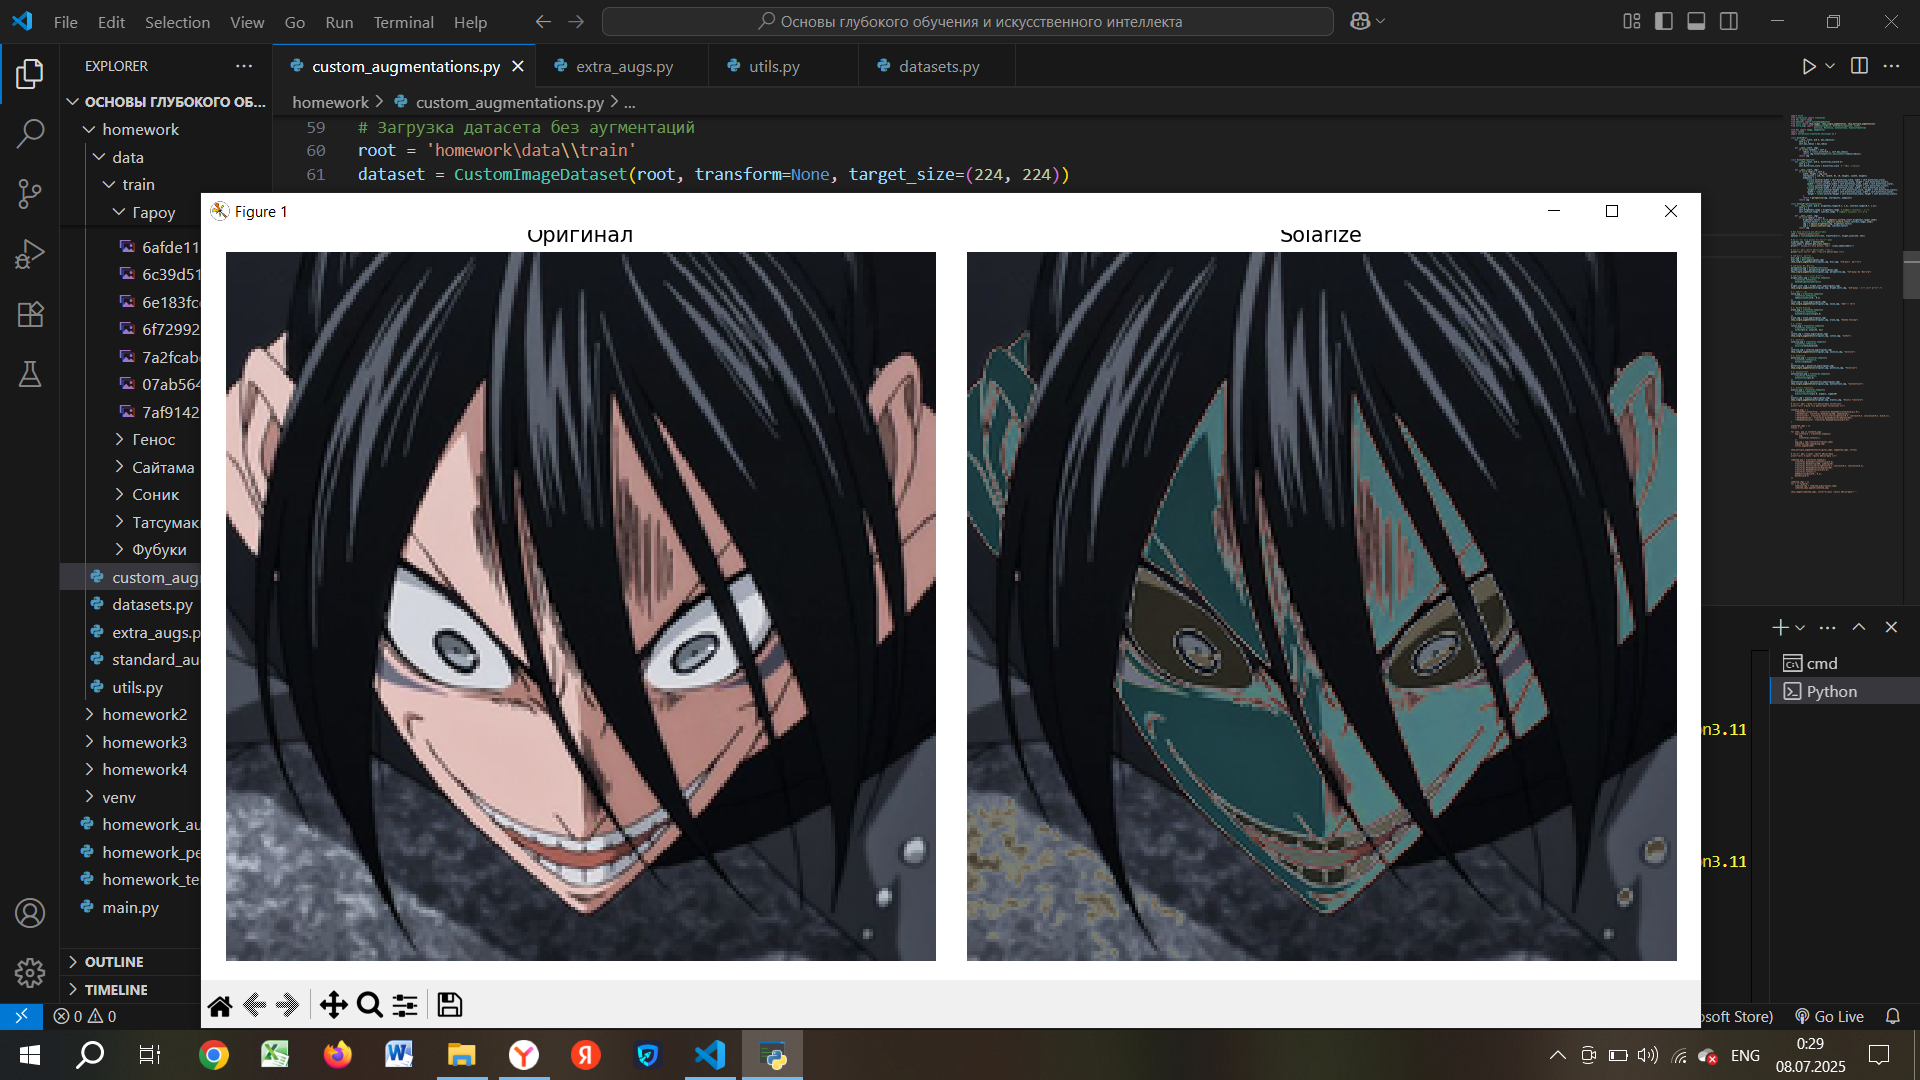 File Edit Selection View Go Run Terminal Help
Основы глубокого обучения и искусственного интеллекта
EXPLORER
custom_augmentations.py
extra_augs.py
utils.py
datasets.py
ОСНОВЫ ГЛУБОКОГО ОБ...
homework > custom_augmentations.py > ...
homework
data
train
Гароу
6afde11
6c39d51
6e183fc
6f72992
7a2fcab
07ab564
7af9142
Генос
Сайтама
Соник
Татсумак
Фубуки
custom_aug
datasets.py
extra_augs.p
standard_au
utils.py
homework2
homework3
homework4
venv
homework_au
homework_pe
homework_te
main.py
OUTLINE
TIMELINE
59 # Загрузка датасета без аугментаций
60 root = 'homework\data\\train'
61 dataset = CustomImageDataset(root, transform=None, target_size=(224, 224))
Figure 1
Оригинал
Solarize
cmd
Python
on3.11
on3.11
0 0
osoft Store)
Go Live
ENG
0:29
08.07.2025